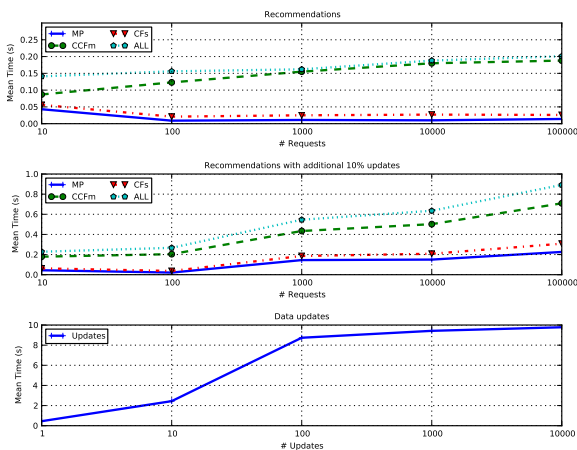 Recommendations
MP CFs
CCFm ALL
0.25
0.20
0.15
0.10
0.05
0.00
Mean Time (s)
10 100 1000 10000 100000
# Requests
Recommendations with additional 10% updates
MP CFs
CCFm ALL
1.0
0.8
0.6
0.4
0.2
0.0
Mean Time (s)
10 100 1000 10000 100000
# Requests
Data updates
Updates
10
8
6
4
2
0
Mean Time (s)
1 10 100 1000 10000
# Updates